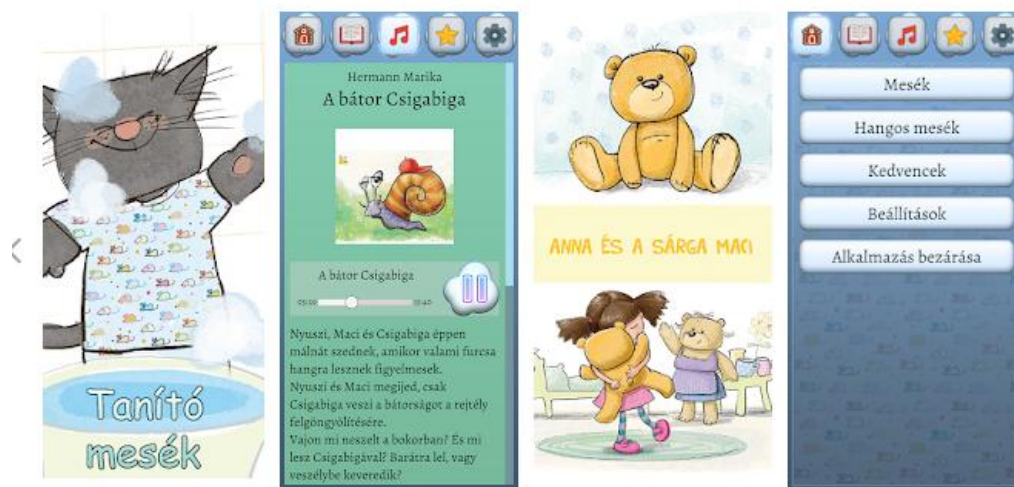 Tanító
mesék
Hermann Marika
A bátor Csigabiga
A bátor Csigabiga
Nyuszi, Maci és Csigabiga éppen
málnát szednek, amikor valami furcsa
hangra lesznek figyelmesek.
Nyuszi és Maci megijed, csak
Csigabiga veszi a bátorságot a rejtély
felgöngyölítésére.
Vajon mi neszelt a bokorban? És mi
lesz Csigabigával? Barátra lel, vagy
veszélybe keveredik?
ANNA ÉS A SÁRGA MACI
Mesék
Hangos mesék
Kedvencek
Beállítások
Alkalmazás bezárása